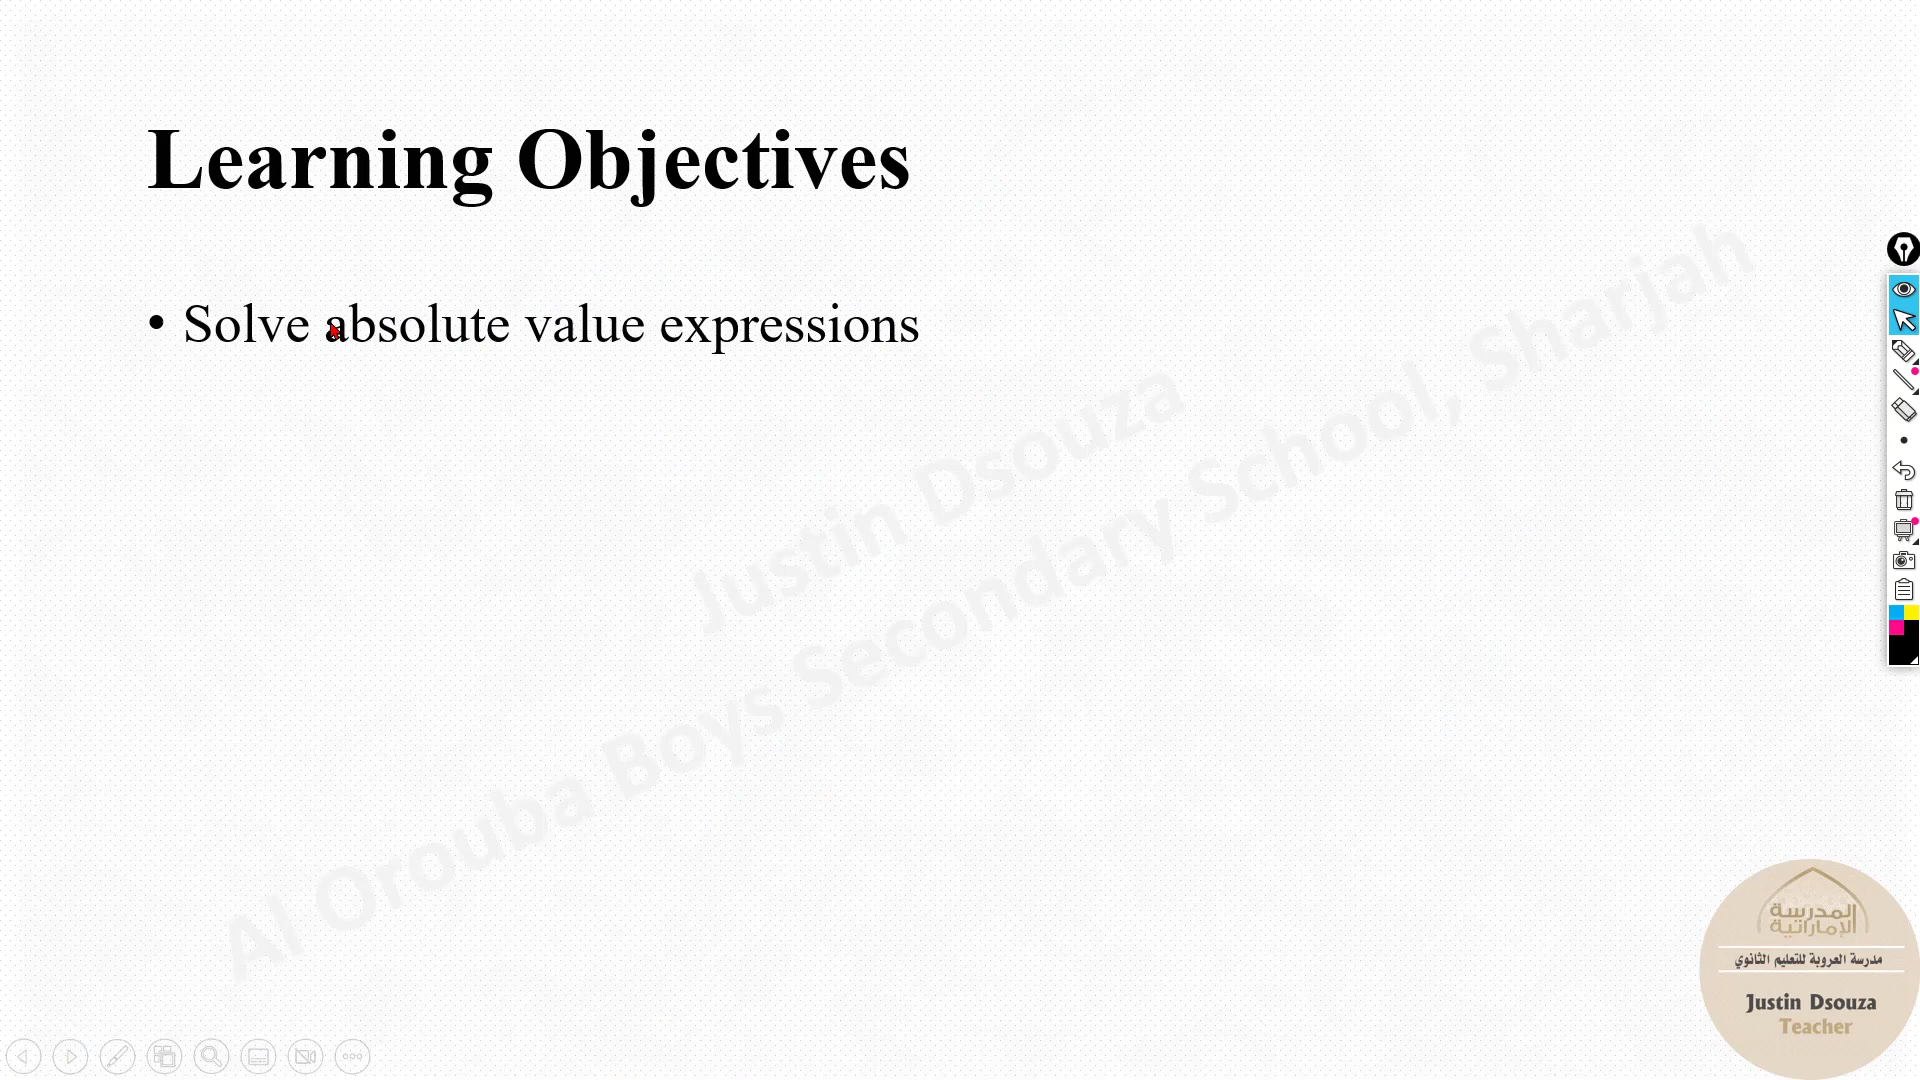 Learning Objectives
• Solve absolute value expressions
Justin Dsouza
Al Orouba Boys Secondary School, Sharjah
المدرسة
الإماراتية
مدرسة العروبة للتعليم الثانوي
Justin Dsouza
Teacher